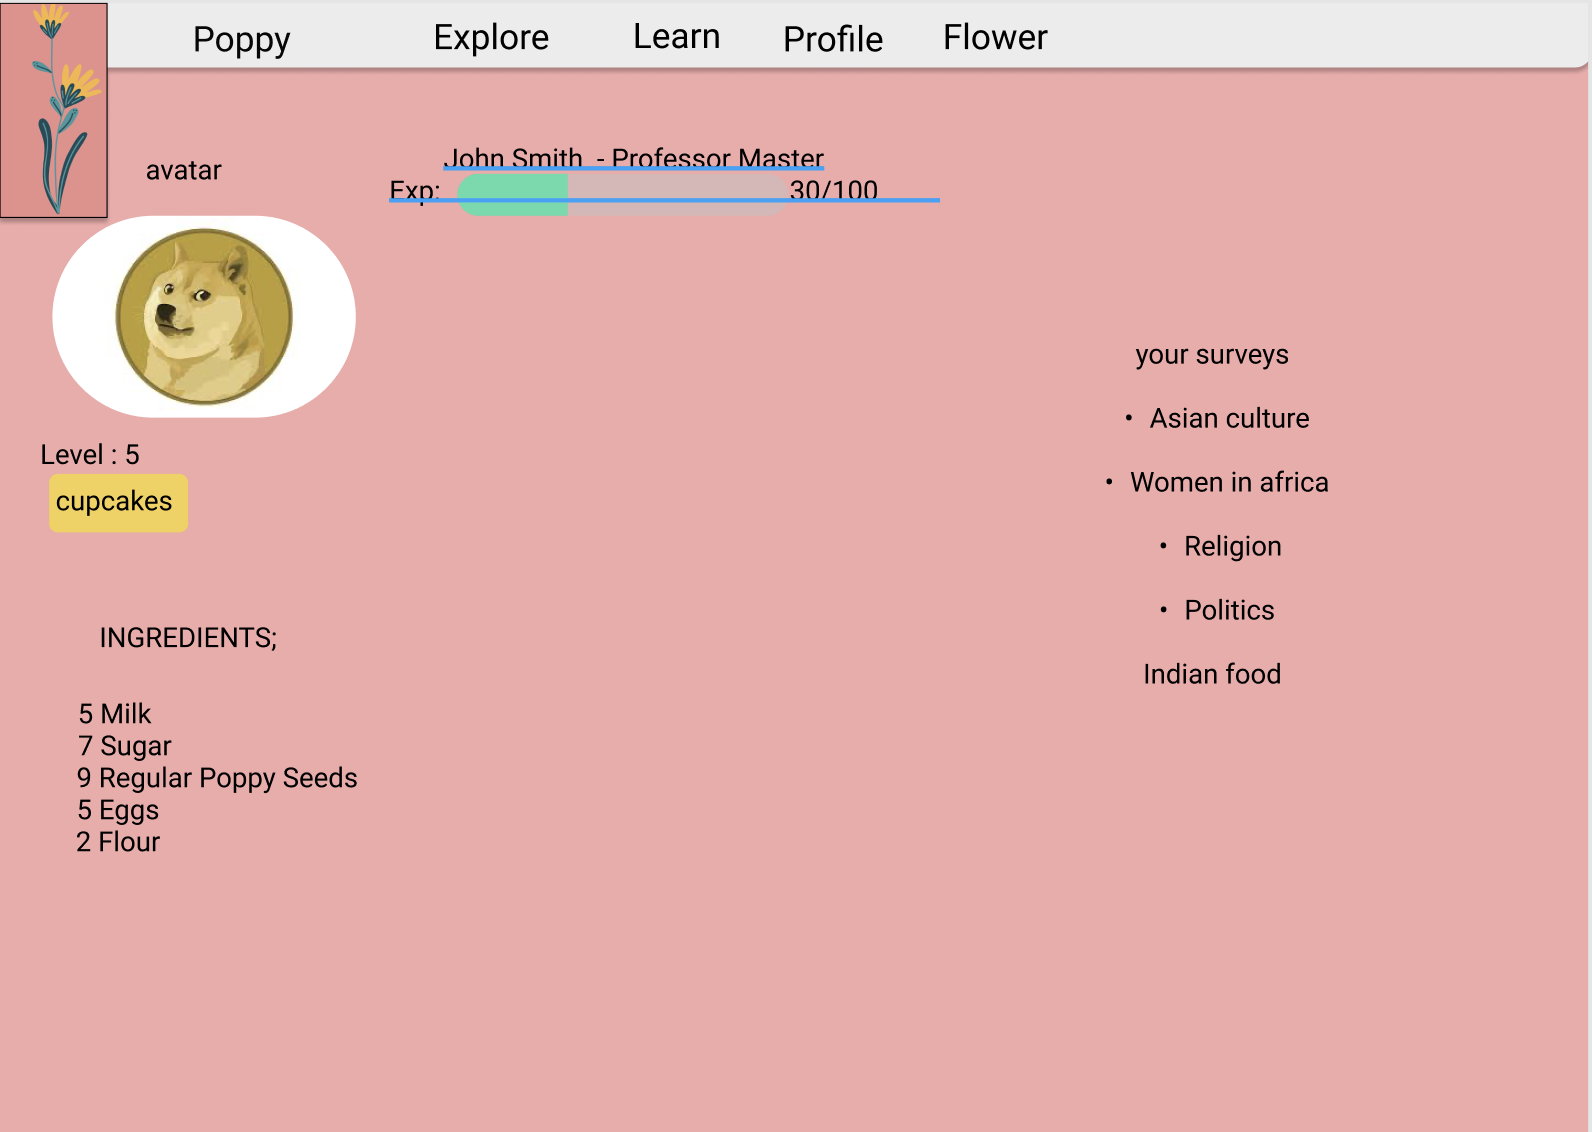 Poppy Explore Learn Profile Flower
avatar
John Smith - Professor Master
Exp: 30/100
Level : 5
cupcakes
INGREDIENTS;
5 Milk
7 Sugar
9 Regular Poppy Seeds
5 Eggs
2 Flour
your surveys
• Asian culture
• Women in africa
• Religion
• Politics
Indian food